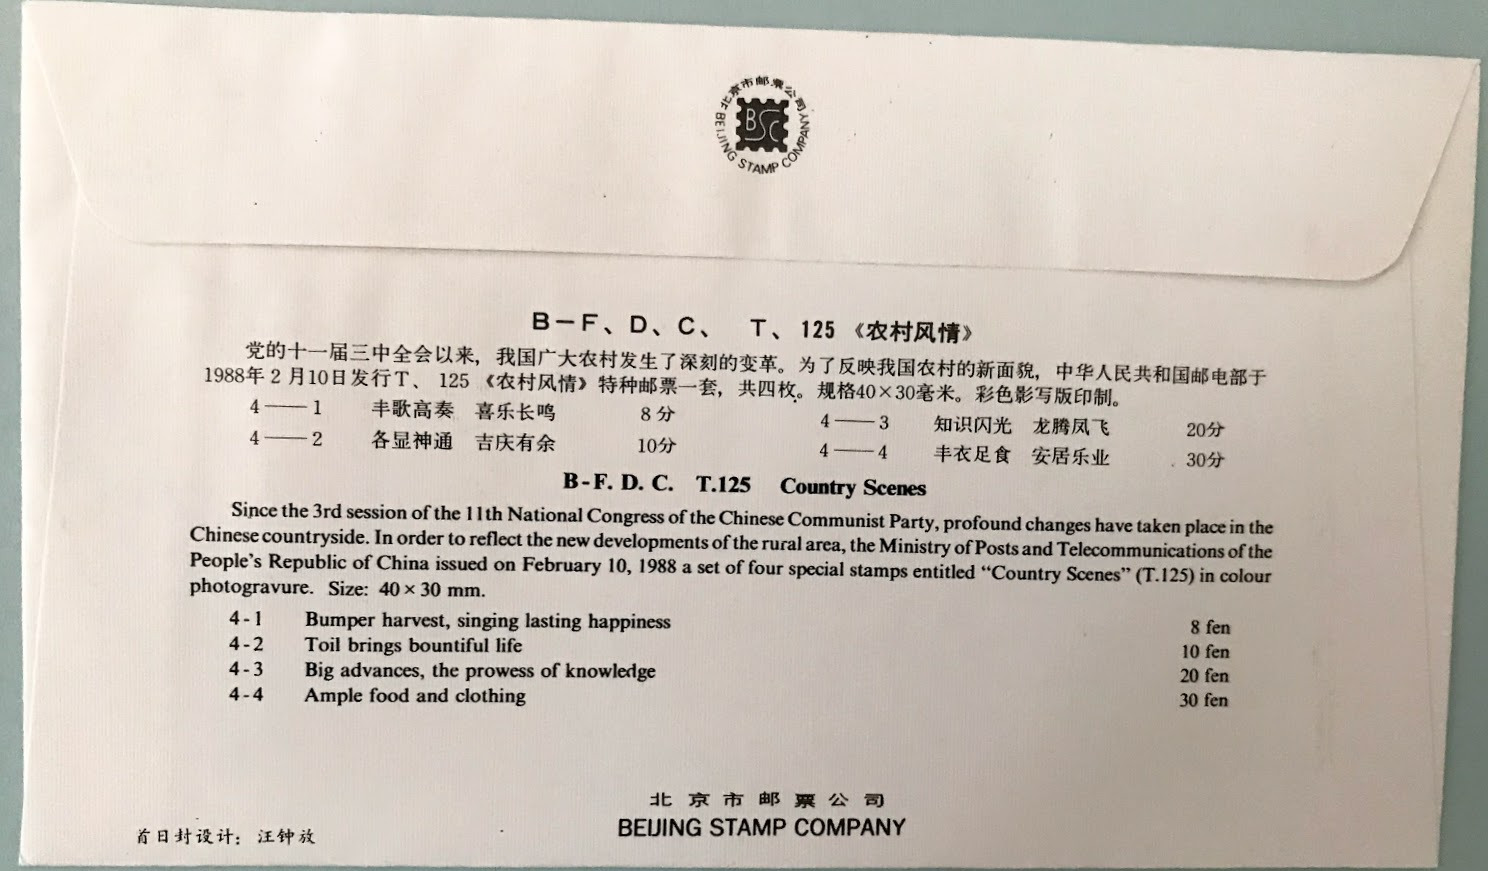 北京市邮票公司
BSC
BEIJING STAMP COMPANY
B—F、D、C、 T、125《农村风情》
党的十一届三中全会以来，我国广大农村发生了深刻的变革。为了反映我国农村的新面貌，中华人民共和国邮电部于
1988年2月10日发行T、125《农村风情》特种邮票一套，共四枚。规格40×30毫米。彩色影写版印制。
4——1 丰歌高奏 喜乐长鸣 8分 4——3 知识闪光 龙腾凤飞 20分
4——2 各显神通 吉庆有余 10分 4——4 丰衣足食 安居乐业 30分
B-F. D. C. T.125 Country Scenes
Since the 3rd session of the 11th National Congress of the Chinese Communist Party, profound changes have taken place in the
Chinese countryside. In order to reflect the new developments of the rural area, the Ministry of Posts and Telecommunications of the
People's Republic of China issued on February 10, 1988 a set of four special stamps entitled “Country Scenes” (T.125) in colour
photogravure. Size: 40 × 30 mm.
4-1 Bumper harvest, singing lasting happiness 8 fen
4-2 Toil brings bountiful life 10 fen
4-3 Big advances, the prowess of knowledge 20 fen
4-4 Ample food and clothing 30 fen
北京市邮票公司
BEIJING STAMP COMPANY
首日封设计：汪钟放